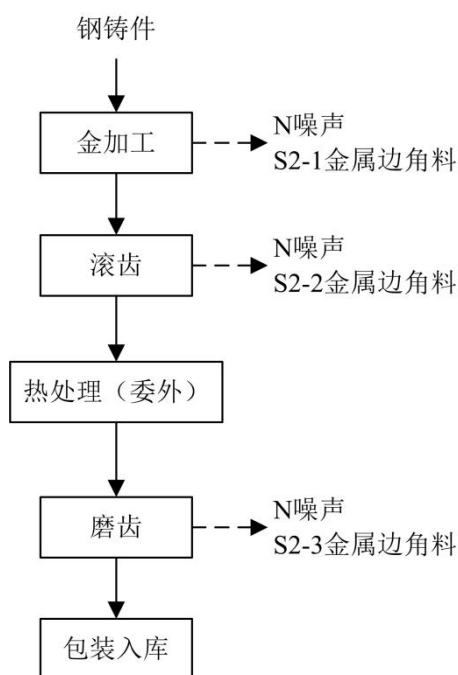 钢铸件
金加工
N噪声
S2-1金属边角料
滚齿
N噪声
S2-2金属边角料
热处理（委外）
磨齿
N噪声
S2-3金属边角料
包装入库